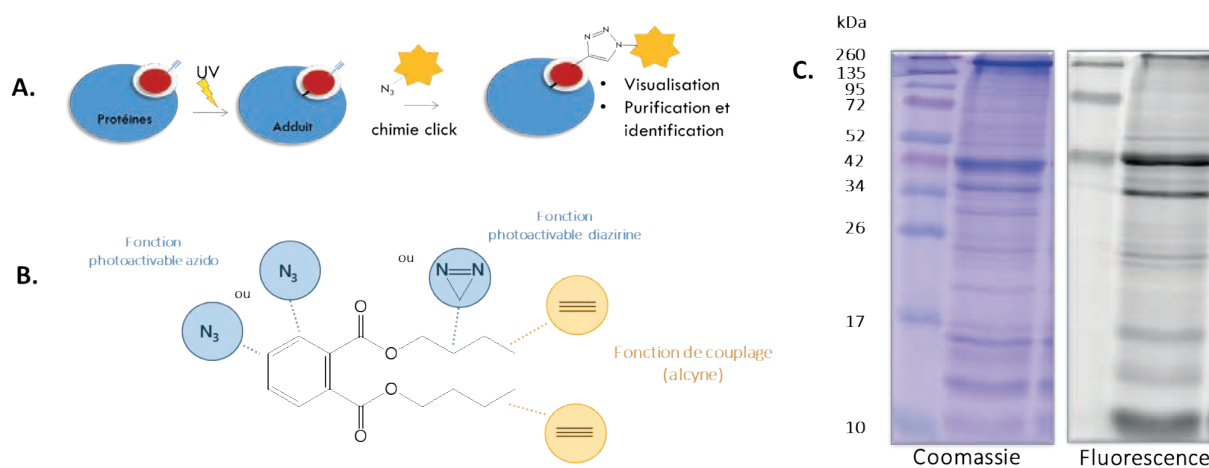 A.
Protéines
UV
Adduit
N₃
chimie click
N
N
N
• Visualisation
• Purification et
identification
B.
Fonction
photoactivable azido
N₃
ou
N₃
ou
N=N
Fonction
photoactivable diazirine
O
O
O
O
Fonction de couplage
(alcyne)
C.
kDa
260
135
95
72
52
42
34
26
17
10
Coomassie
Fluorescence